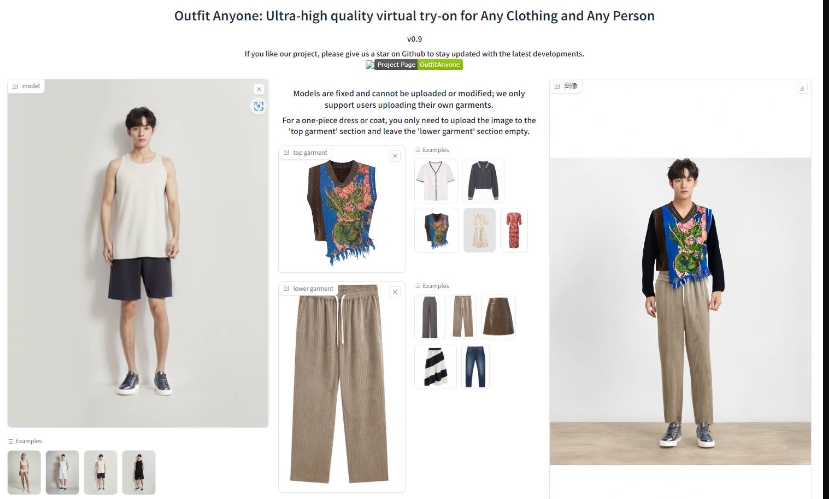 Outfit Anyone: Ultra-high quality virtual try-on for Any Clothing and Any Person
v0.9
If you like our project, please give us a star on Github to stay updated with the latest developments.
Project Page OutfitAnyone
model
Models are fixed and cannot be uploaded or modified; we only
support users uploading their own garments.
For a one-piece dress or coat, you only need to upload the image to the
'top garment' section and leave the 'lower garment' section empty.
top garment
Examples
lower garment
Examples
Examples